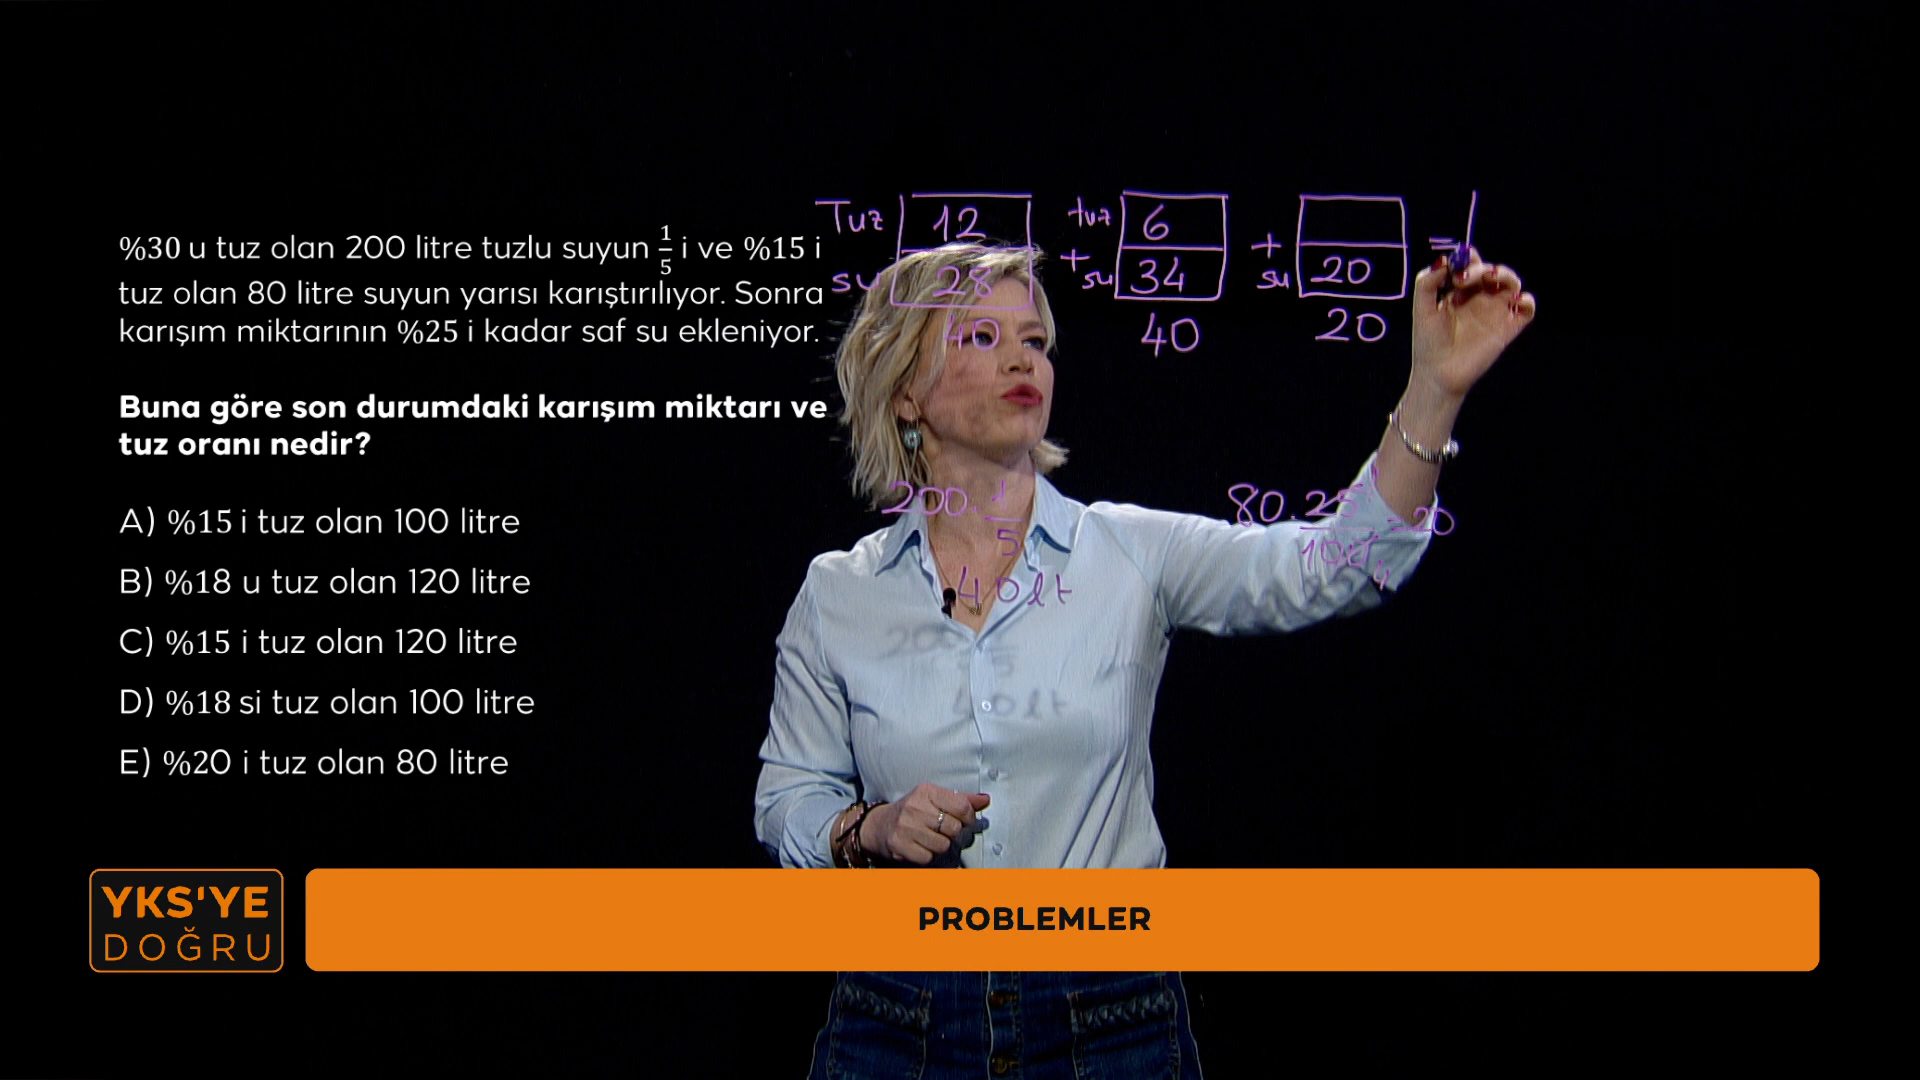 %30 u tuz olan 200 litre tuzlu suyun 1/5 i ve %15 i
tuz olan 80 litre suyun yarısı karıştırılıyor. Sonra
karışım miktarının %25 i kadar saf su ekleniyor.
Buna göre son durumdaki karışım miktarı ve
tuz oranı nedir?
A) %15 i tuz olan 100 litre
B) %18 u tuz olan 120 litre
C) %15 i tuz olan 120 litre
D) %18 si tuz olan 100 litre
E) %20 i tuz olan 80 litre
Tuz 12 tuz 6 + =
su 28 + su 34 su 20
40 40 20
200 . 1/5
40 lt
80 . 25/100 = 20
4
YKS'YE
DOĞRU
PROBLEMLER